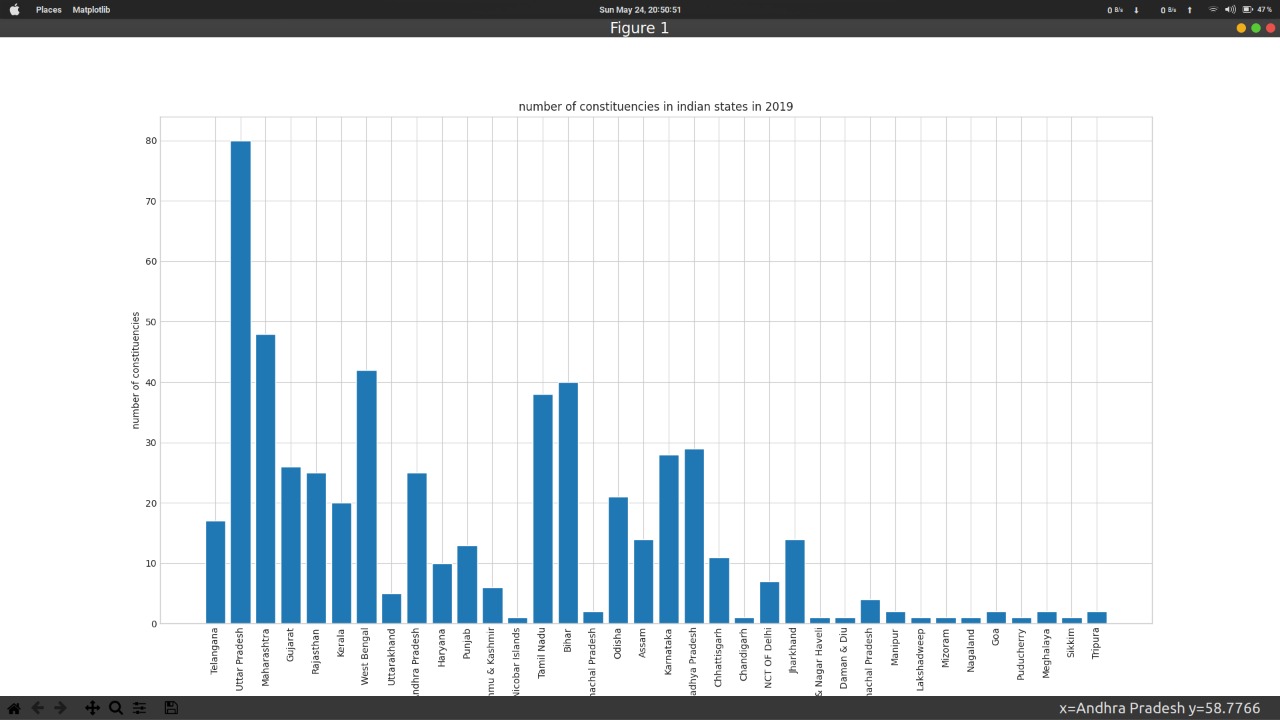 Places Matplotlib Sun May 24, 20:50:51 0 B/s ↓ 0 B/s ↑ 47%
Figure 1
number of constituencies in indian states in 2019
number of constituencies
80
70
60
50
40
30
20
10
0
Telangana
Uttar Pradesh
Maharashtra
Gujarat
Rajasthan
Kerala
West Bengal
Uttarakhand
ndhra Pradesh
Haryana
Punjab
mmu & Kashmir
Nicobar Islands
Tamil Nadu
Bihar
nachal Pradesh
Odisha
Assam
Karnataka
adhya Pradesh
Chhattisgarh
Chandigarh
NCT OF Delhi
Jharkhand
& Nagar Haveli
Daman & Diu
nachal Pradesh
Manipur
Lakshadweep
Mizoram
Nagaland
Goa
Puducherry
Meghalaya
Sikkim
Tripura
x=Andhra Pradesh y=58.7766